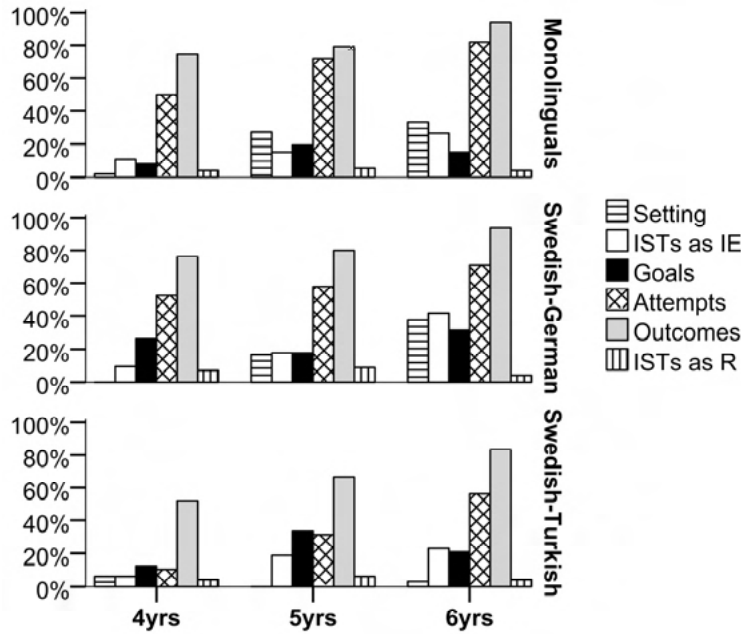 100%
80%
60%
40%
20%
0%
Monolinguals
100%
80%
60%
40%
20%
0%
Swedish-German
100%
80%
60%
40%
20%
0%
Swedish-Turkish
4yrs
5yrs
6yrs
Setting
ISTs as IE
Goals
Attempts
Outcomes
ISTs as R